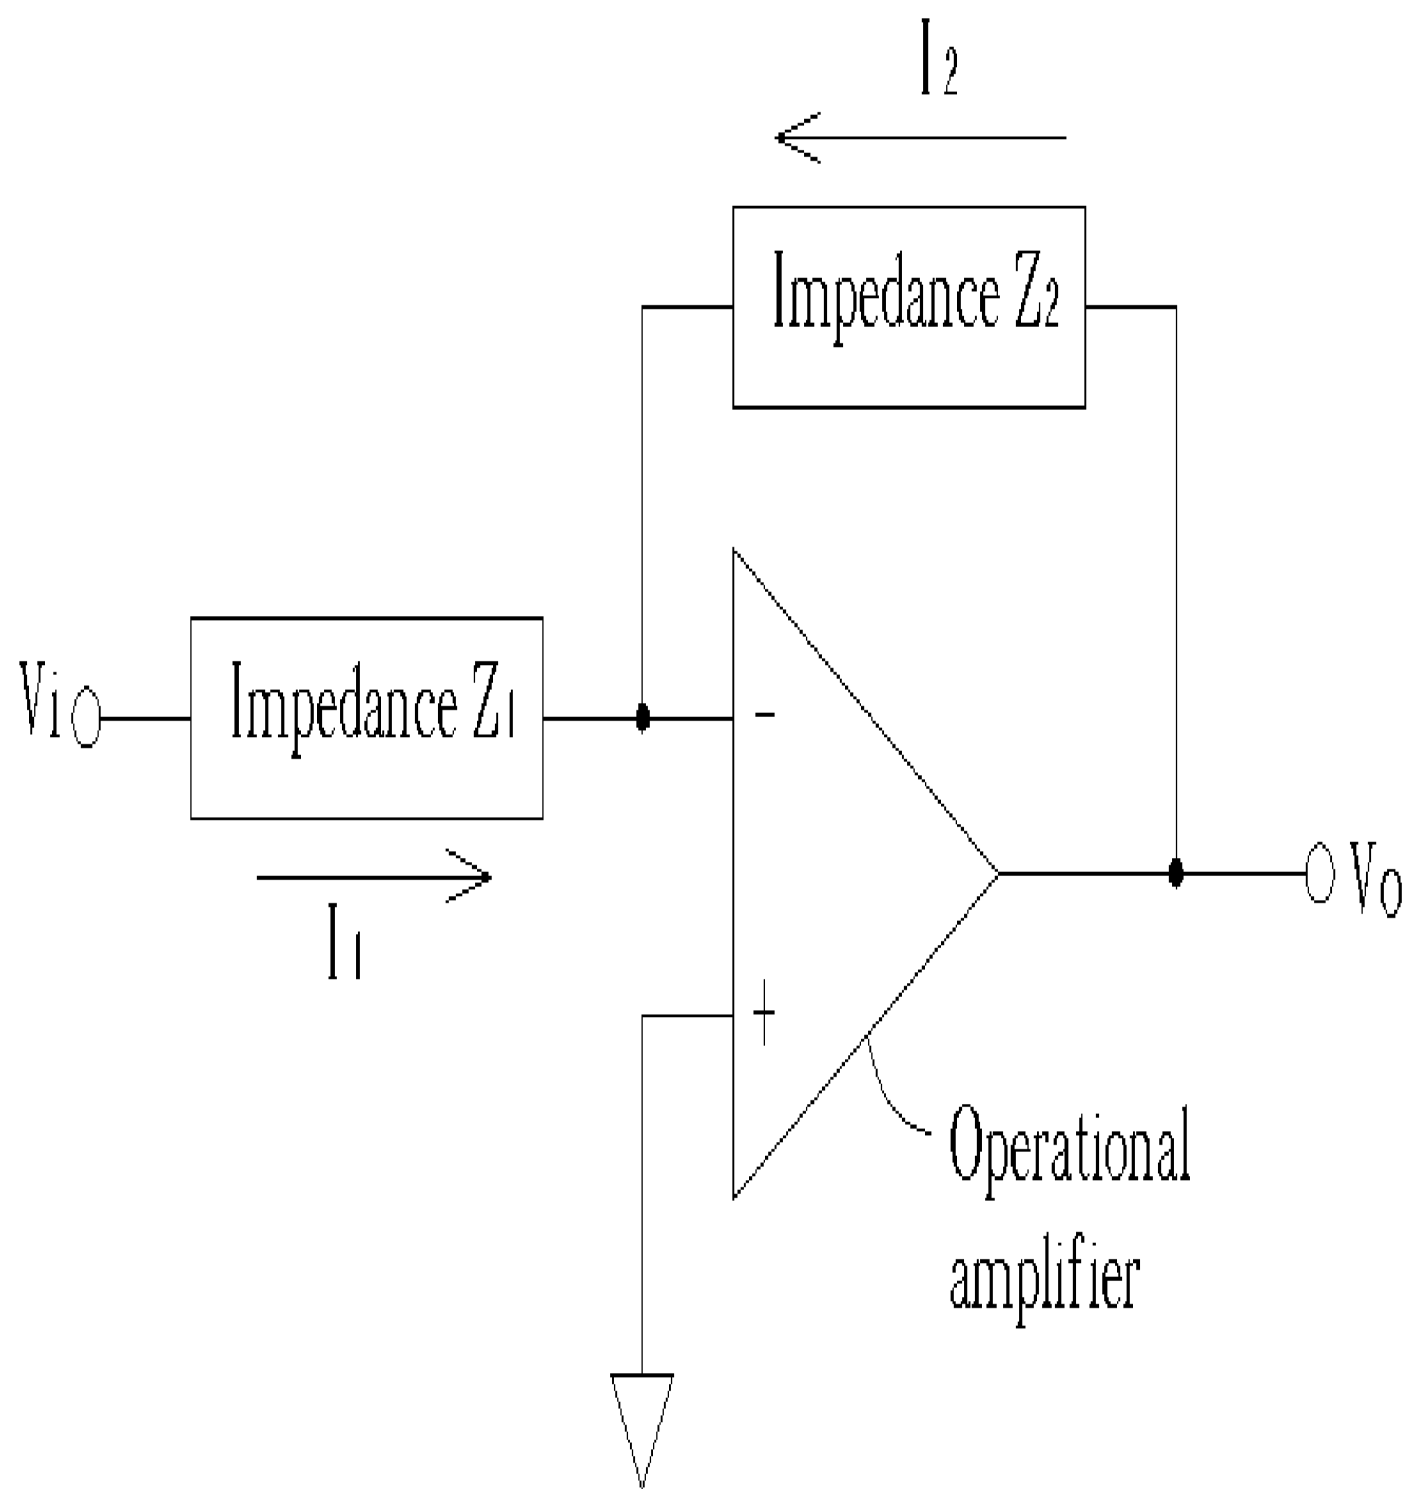 I2
Impedance Z2
Vi
Impedance Z1
-
I1
Vo
+
Operational
amplifier